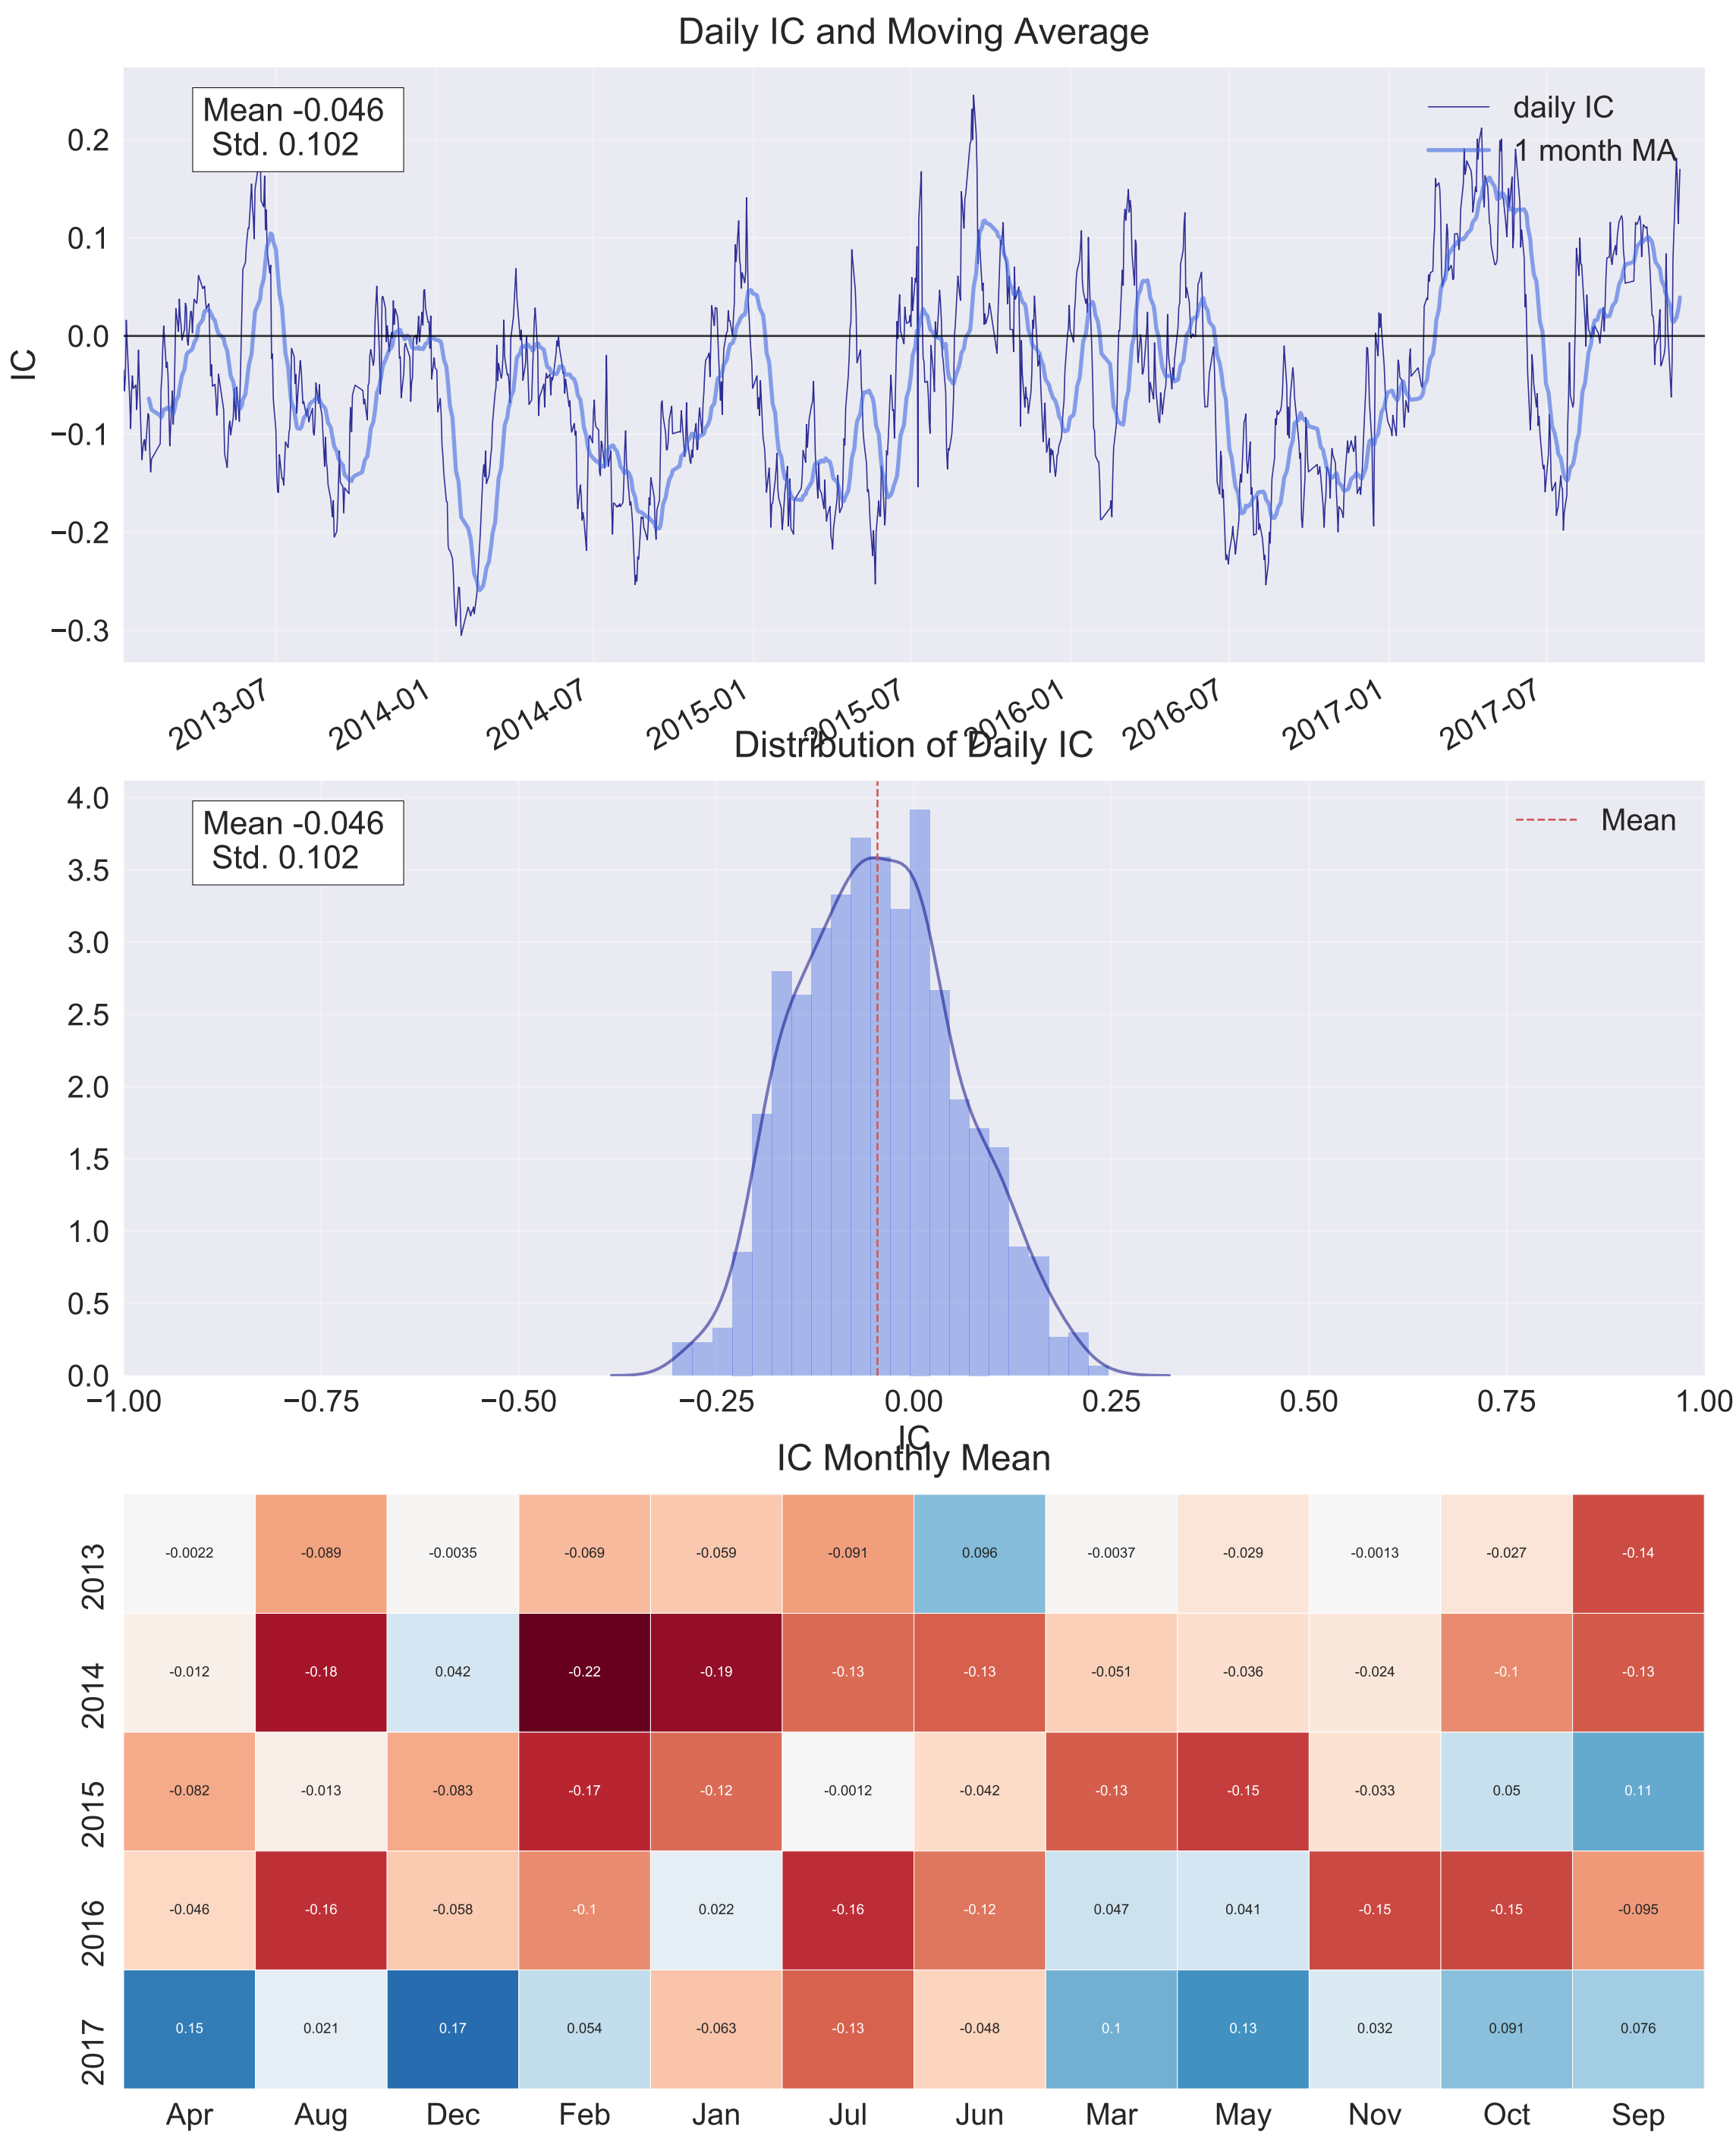 Daily IC and Moving Average
Mean -0.046
Std. 0.102
daily IC
1 month MA
IC
0.2
0.1
0.0
−0.1
−0.2
−0.3
2013-07
2014-01
2014-07
2015-01
2015-07
2016-01
2016-07
2017-01
2017-07
Distribution of Daily IC
Mean -0.046
Std. 0.102
Mean
4.0
3.5
3.0
2.5
2.0
1.5
1.0
0.5
0.0
−1.00 −0.75 −0.50 −0.25 0.00 0.25 0.50 0.75 1.00
IC
IC Monthly Mean
2013 -0.0022 -0.089 -0.0035 -0.069 -0.059 -0.091 0.096 -0.0037 -0.029 -0.0013 -0.027 -0.14
2014 -0.012 -0.18 0.042 -0.22 -0.19 -0.13 -0.13 -0.051 -0.036 -0.024 -0.1 -0.13
2015 -0.082 -0.013 -0.083 -0.17 -0.12 -0.0012 -0.042 -0.13 -0.15 -0.033 0.05 0.11
2016 -0.046 -0.16 -0.058 -0.1 0.022 -0.16 -0.12 0.047 0.041 -0.15 -0.15 -0.095
2017 0.15 0.021 0.17 0.054 -0.063 -0.13 -0.048 0.1 0.13 0.032 0.091 0.076
Apr Aug Dec Feb Jan Jul Jun Mar May Nov Oct Sep